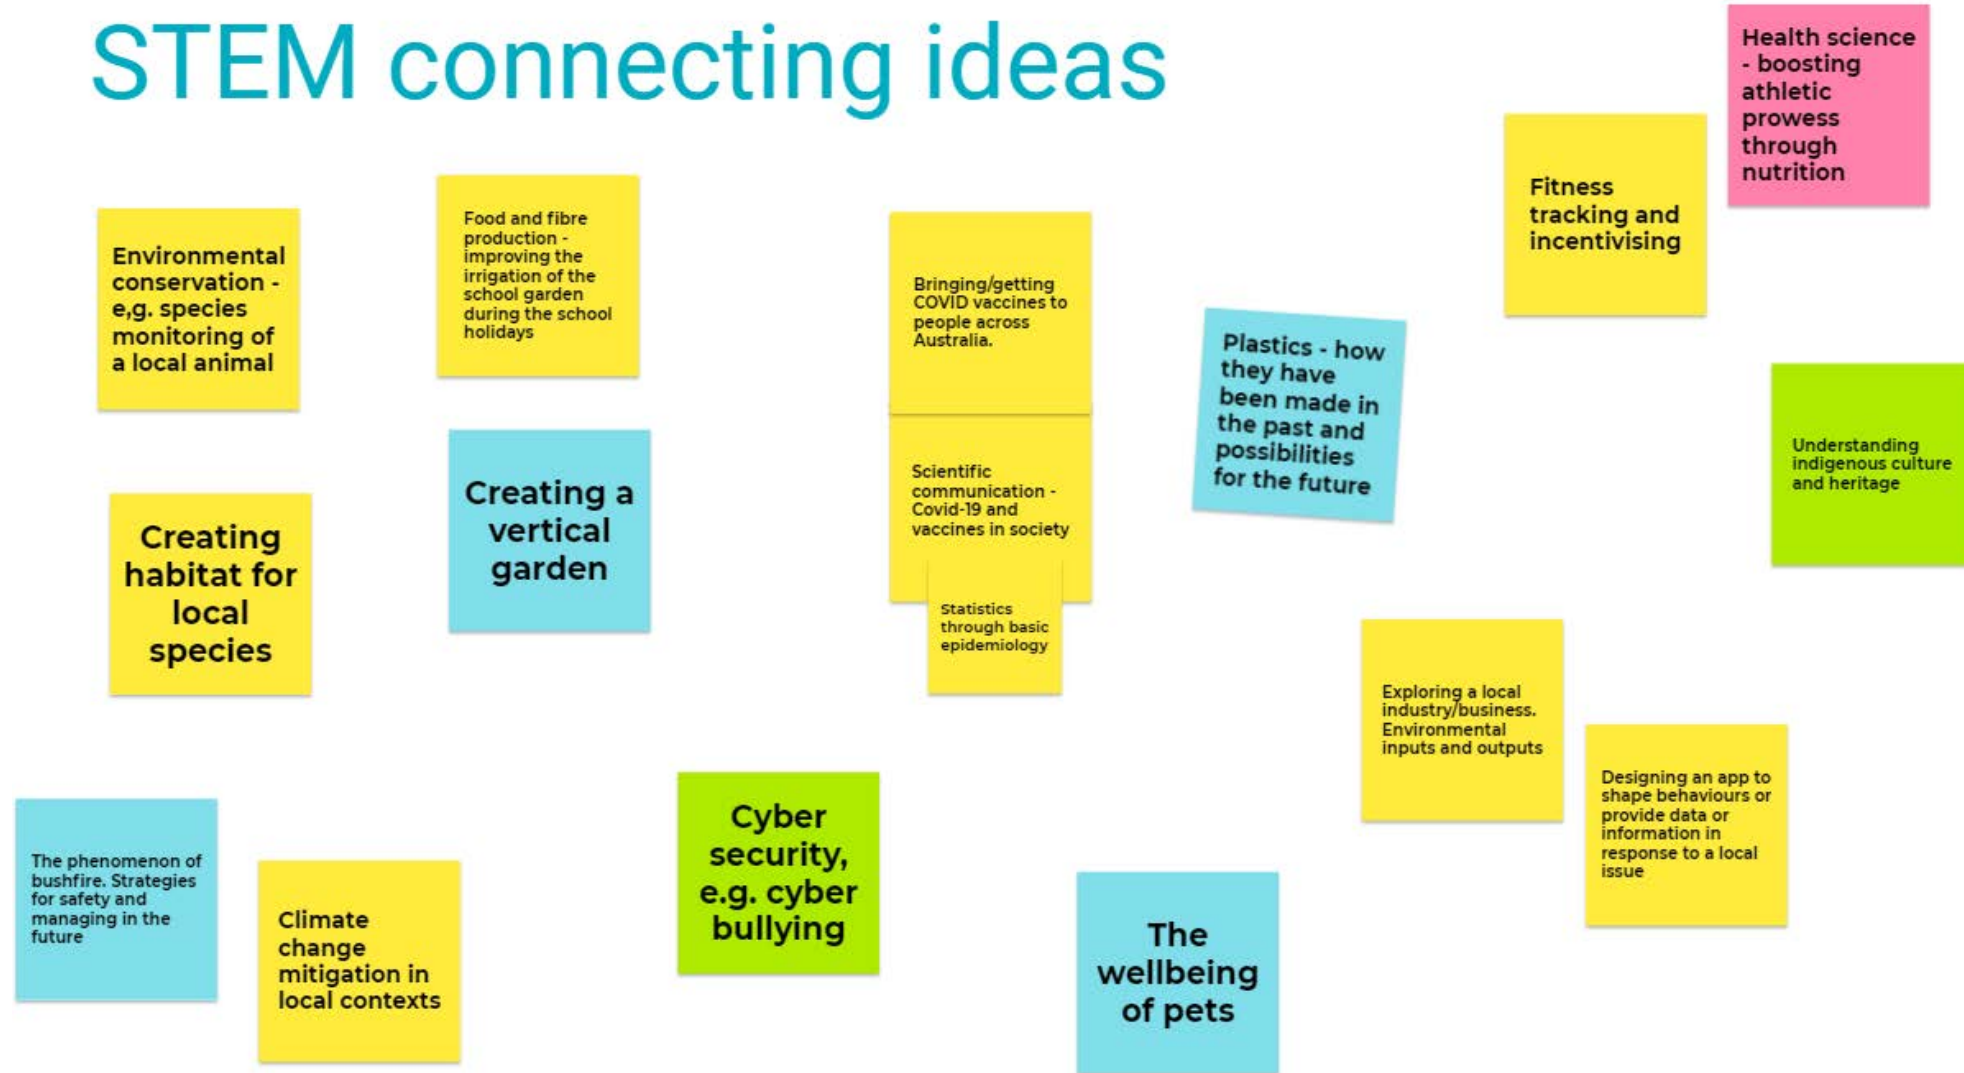 STEM connecting ideas
Health science
- boosting
athletic
prowess
through
nutrition
Fitness
tracking and
incentivising
Environmental
conservation -
e,g. species
monitoring of
a local animal
Food and fibre
production -
improving the
irrigation of the
school garden
during the school
holidays
Bringing/getting
COVID vaccines to
people across
Australia.
Plastics - how
they have
been made in
the past and
possibilities
for the future
Understanding
indigenous culture
and heritage
Creating
habitat for
local
species
Creating a
vertical
garden
Scientific
communication -
Covid-19 and
vaccines in society
Statistics
through basic
epidemiology
Exploring a local
industry/business.
Environmental
inputs and outputs
Designing an app to
shape behaviours or
provide data or
information in
response to a local
issue
The phenomenon of
bushfire. Strategies
for safety and
managing in the
future
Climate
change
mitigation in
local contexts
Cyber
security,
e.g. cyber
bullying
The
wellbeing
of pets